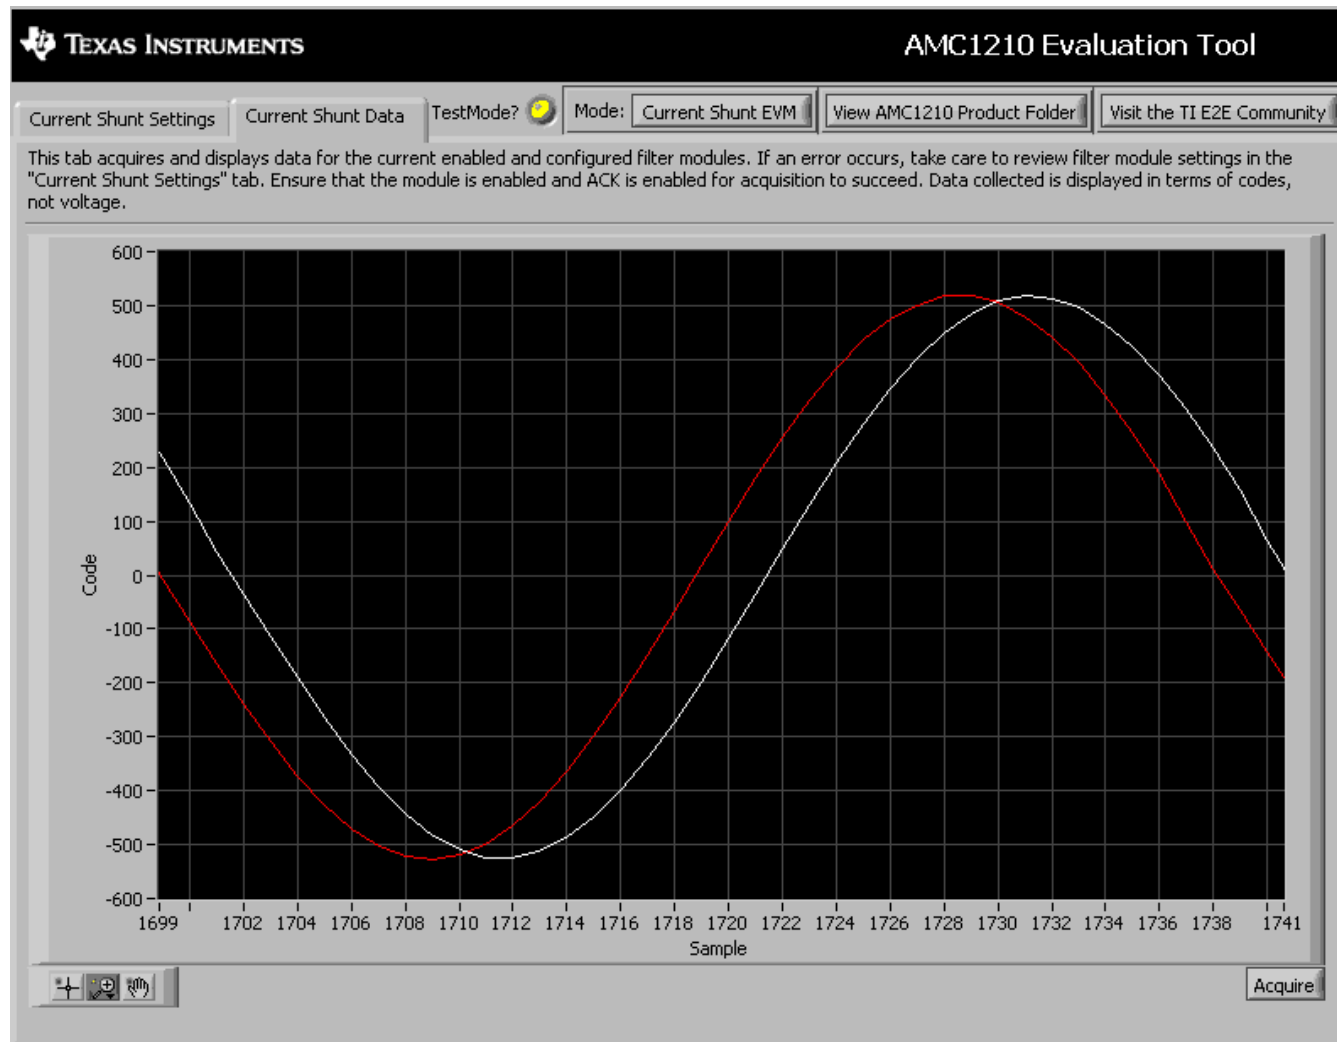 TEXAS INSTRUMENTS
AMC1210 Evaluation Tool
Current Shunt Settings
Current Shunt Data
TestMode?
Mode: Current Shunt EVM
View AMC1210 Product Folder
Visit the TI E2E Community
This tab acquires and displays data for the current enabled and configured filter modules. If an error occurs, take care to review filter module settings in the
"Current Shunt Settings" tab. Ensure that the module is enabled and ACK is enabled for acquisition to succeed. Data collected is displayed in terms of codes,
not voltage.
600
500
400
300
200
100
0
-100
-200
-300
-400
-500
-600
Code
1699 1702 1704 1706 1708 1710 1712 1714 1716 1718 1720 1722 1724 1726 1728 1730 1732 1734 1736 1738 1741
Sample
Acquire